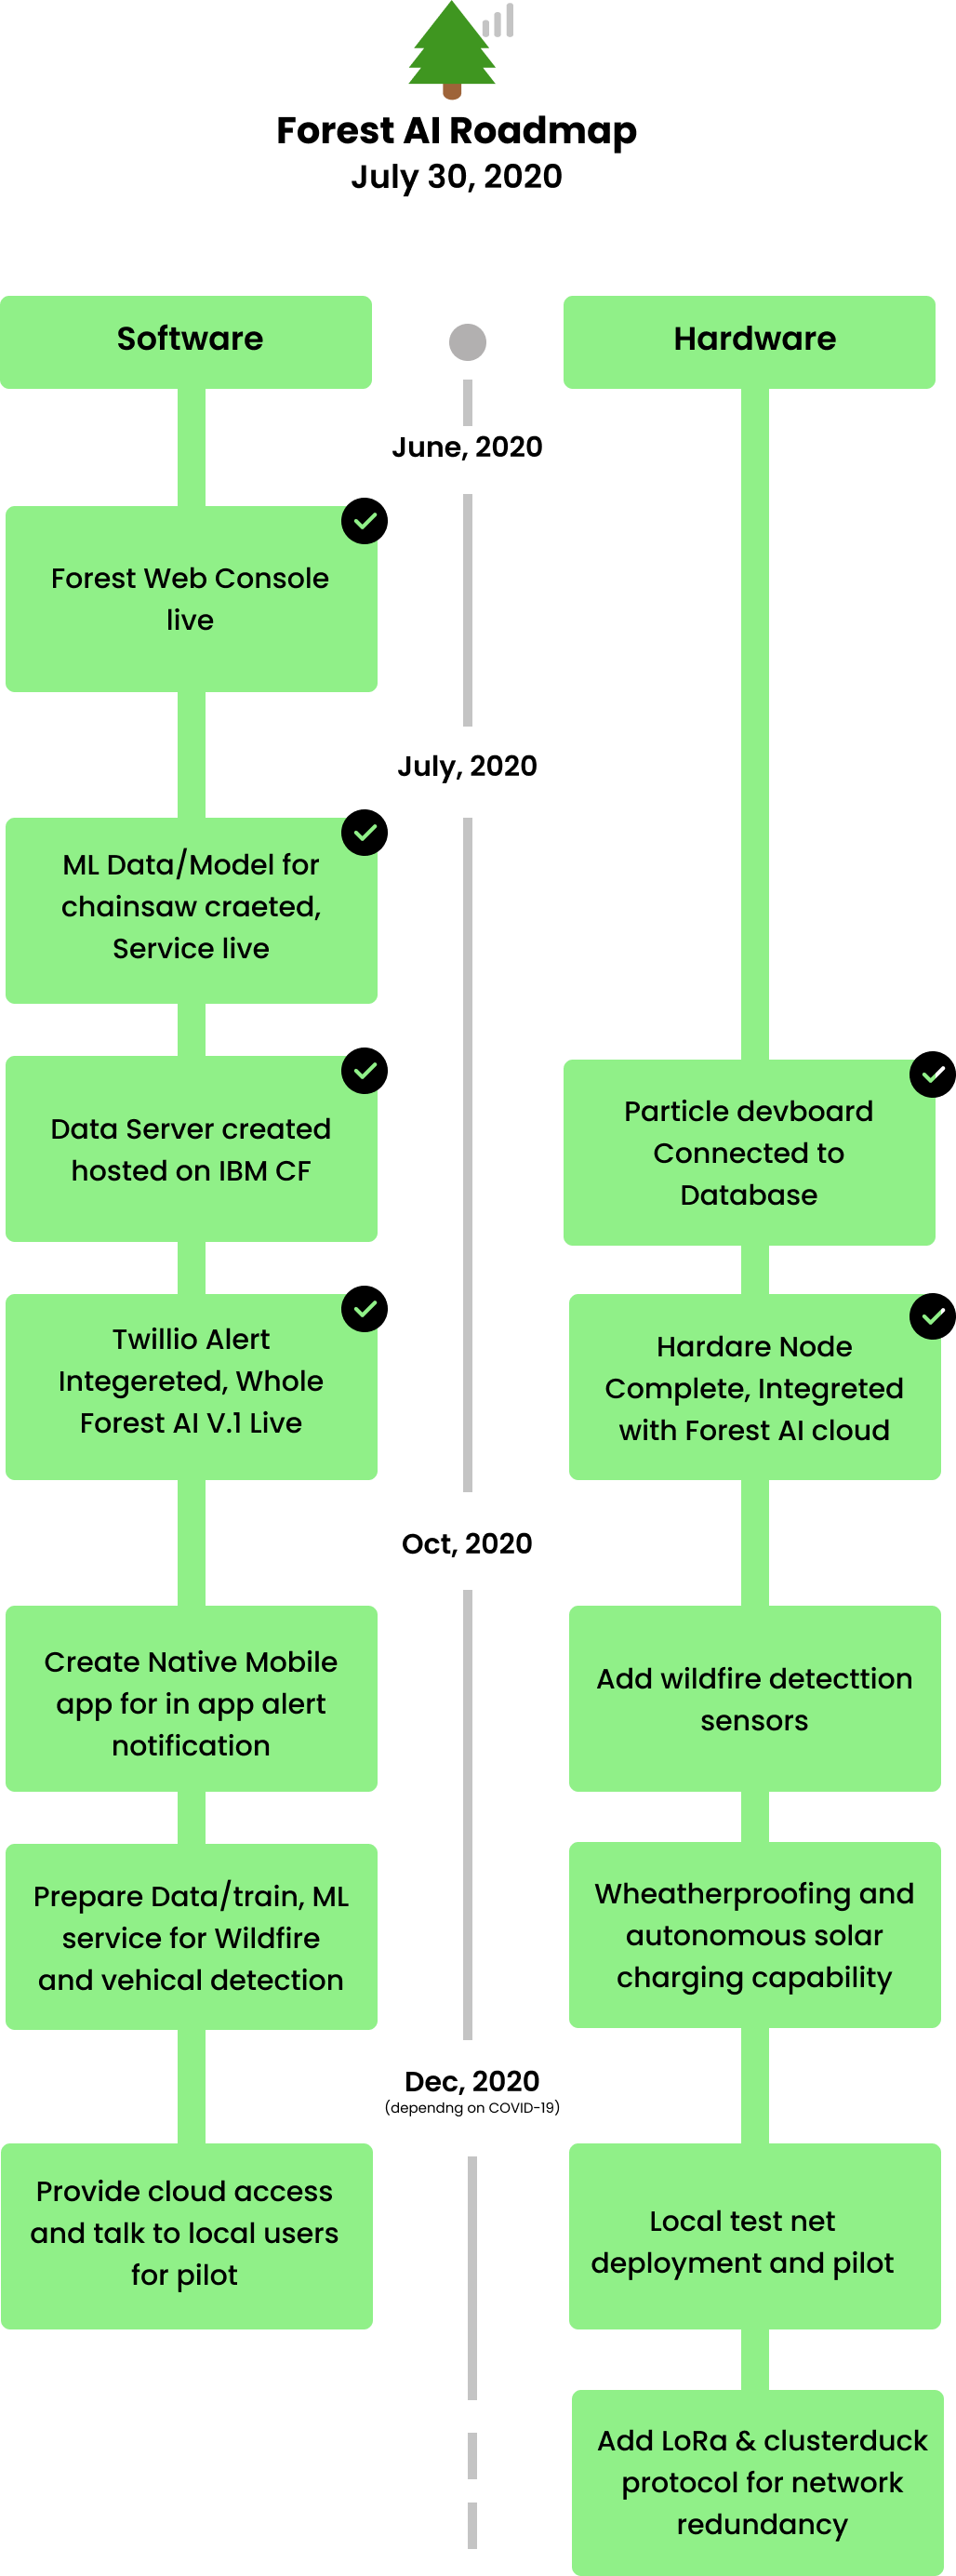 Forest AI Roadmap
July 30, 2020
Software
Hardware
June, 2020
Forest Web Console
live
July, 2020
ML Data/Model for
chainsaw craeted,
Service live
Data Server created
hosted on IBM CF
Particle devboard
Connected to
Database
Twillio Alert
Integereted, Whole
Forest AI V.1 Live
Hardare Node
Complete, Integreted
with Forest AI cloud
Oct, 2020
Create Native Mobile
app for in app alert
notification
Add wildfire detecttion
sensors
Prepare Data/train, ML
service for Wildfire
and vehical detection
Wheatherproofing and
autonomous solar
charging capability
Dec, 2020
(dependng on COVID-19)
Provide cloud access
and talk to local users
for pilot
Local test net
deployment and pilot
Add LoRa & clusterduck
protocol for network
redundancy